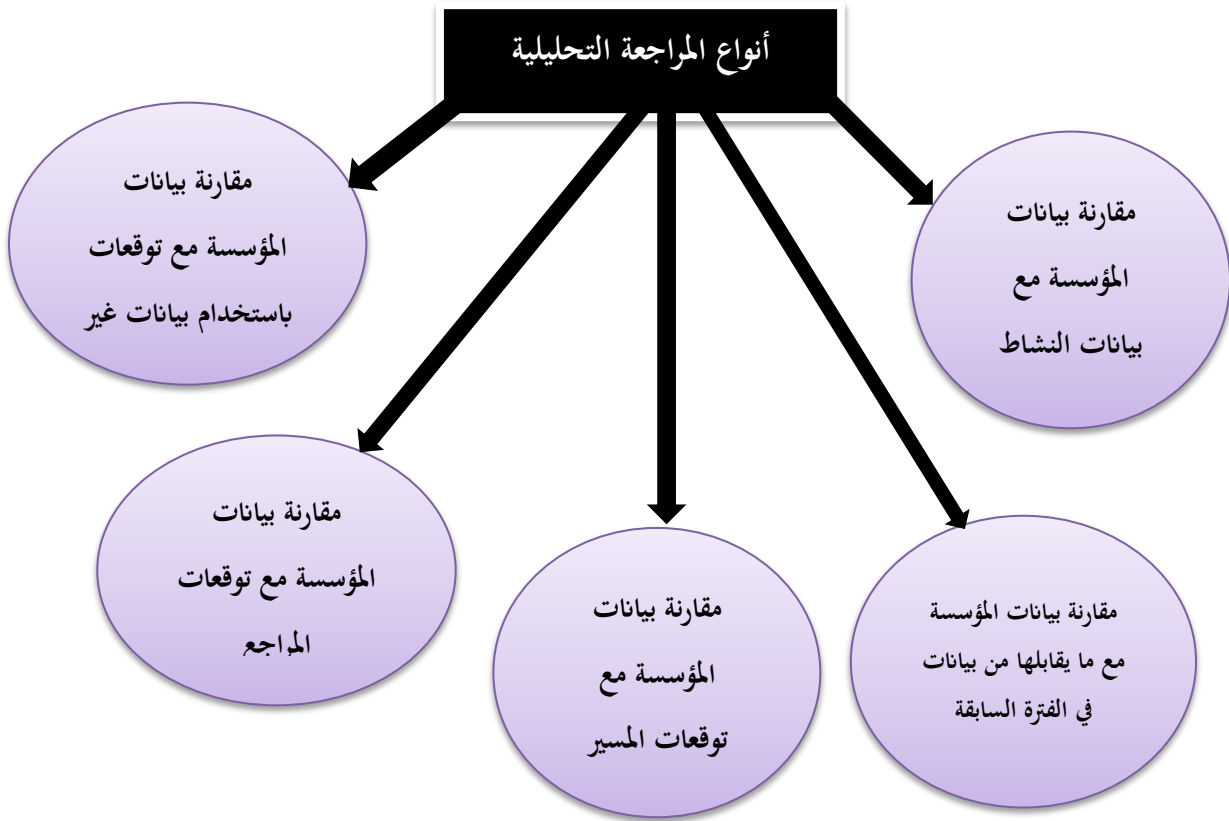 أنواع المراجعة التحليلية
مقارنة بيانات
المؤسسة مع
بيانات النشاط
مقارنة بيانات المؤسسة
مع ما يقابلها من بيانات
في الفترة السابقة
مقارنة بيانات
المؤسسة مع
توقعات المسير
مقارنة بيانات
المؤسسة مع توقعات
المراجع
مقارنة بيانات
المؤسسة مع توقعات
باستخدام بيانات غير